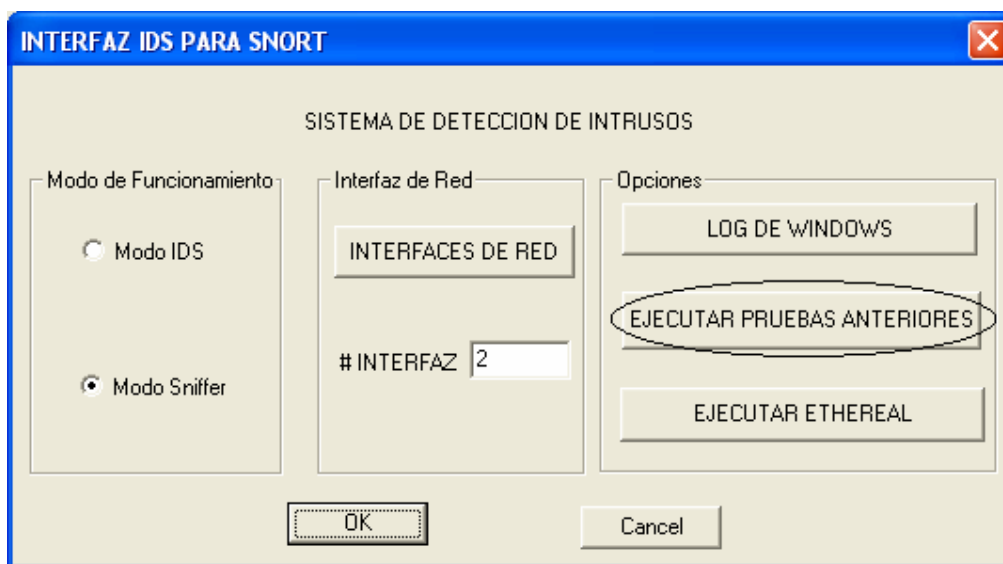 INTERFAZ IDS PARA SNORT
SISTEMA DE DETECCION DE INTRUSOS
Modo de Funcionamiento
Modo IDS
Modo Sniffer
Interfaz de Red
INTERFACES DE RED
# INTERFAZ 2
Opciones
LOG DE WINDOWS
EJECUTAR PRUEBAS ANTERIORES
EJECUTAR ETHEREAL
OK
Cancel